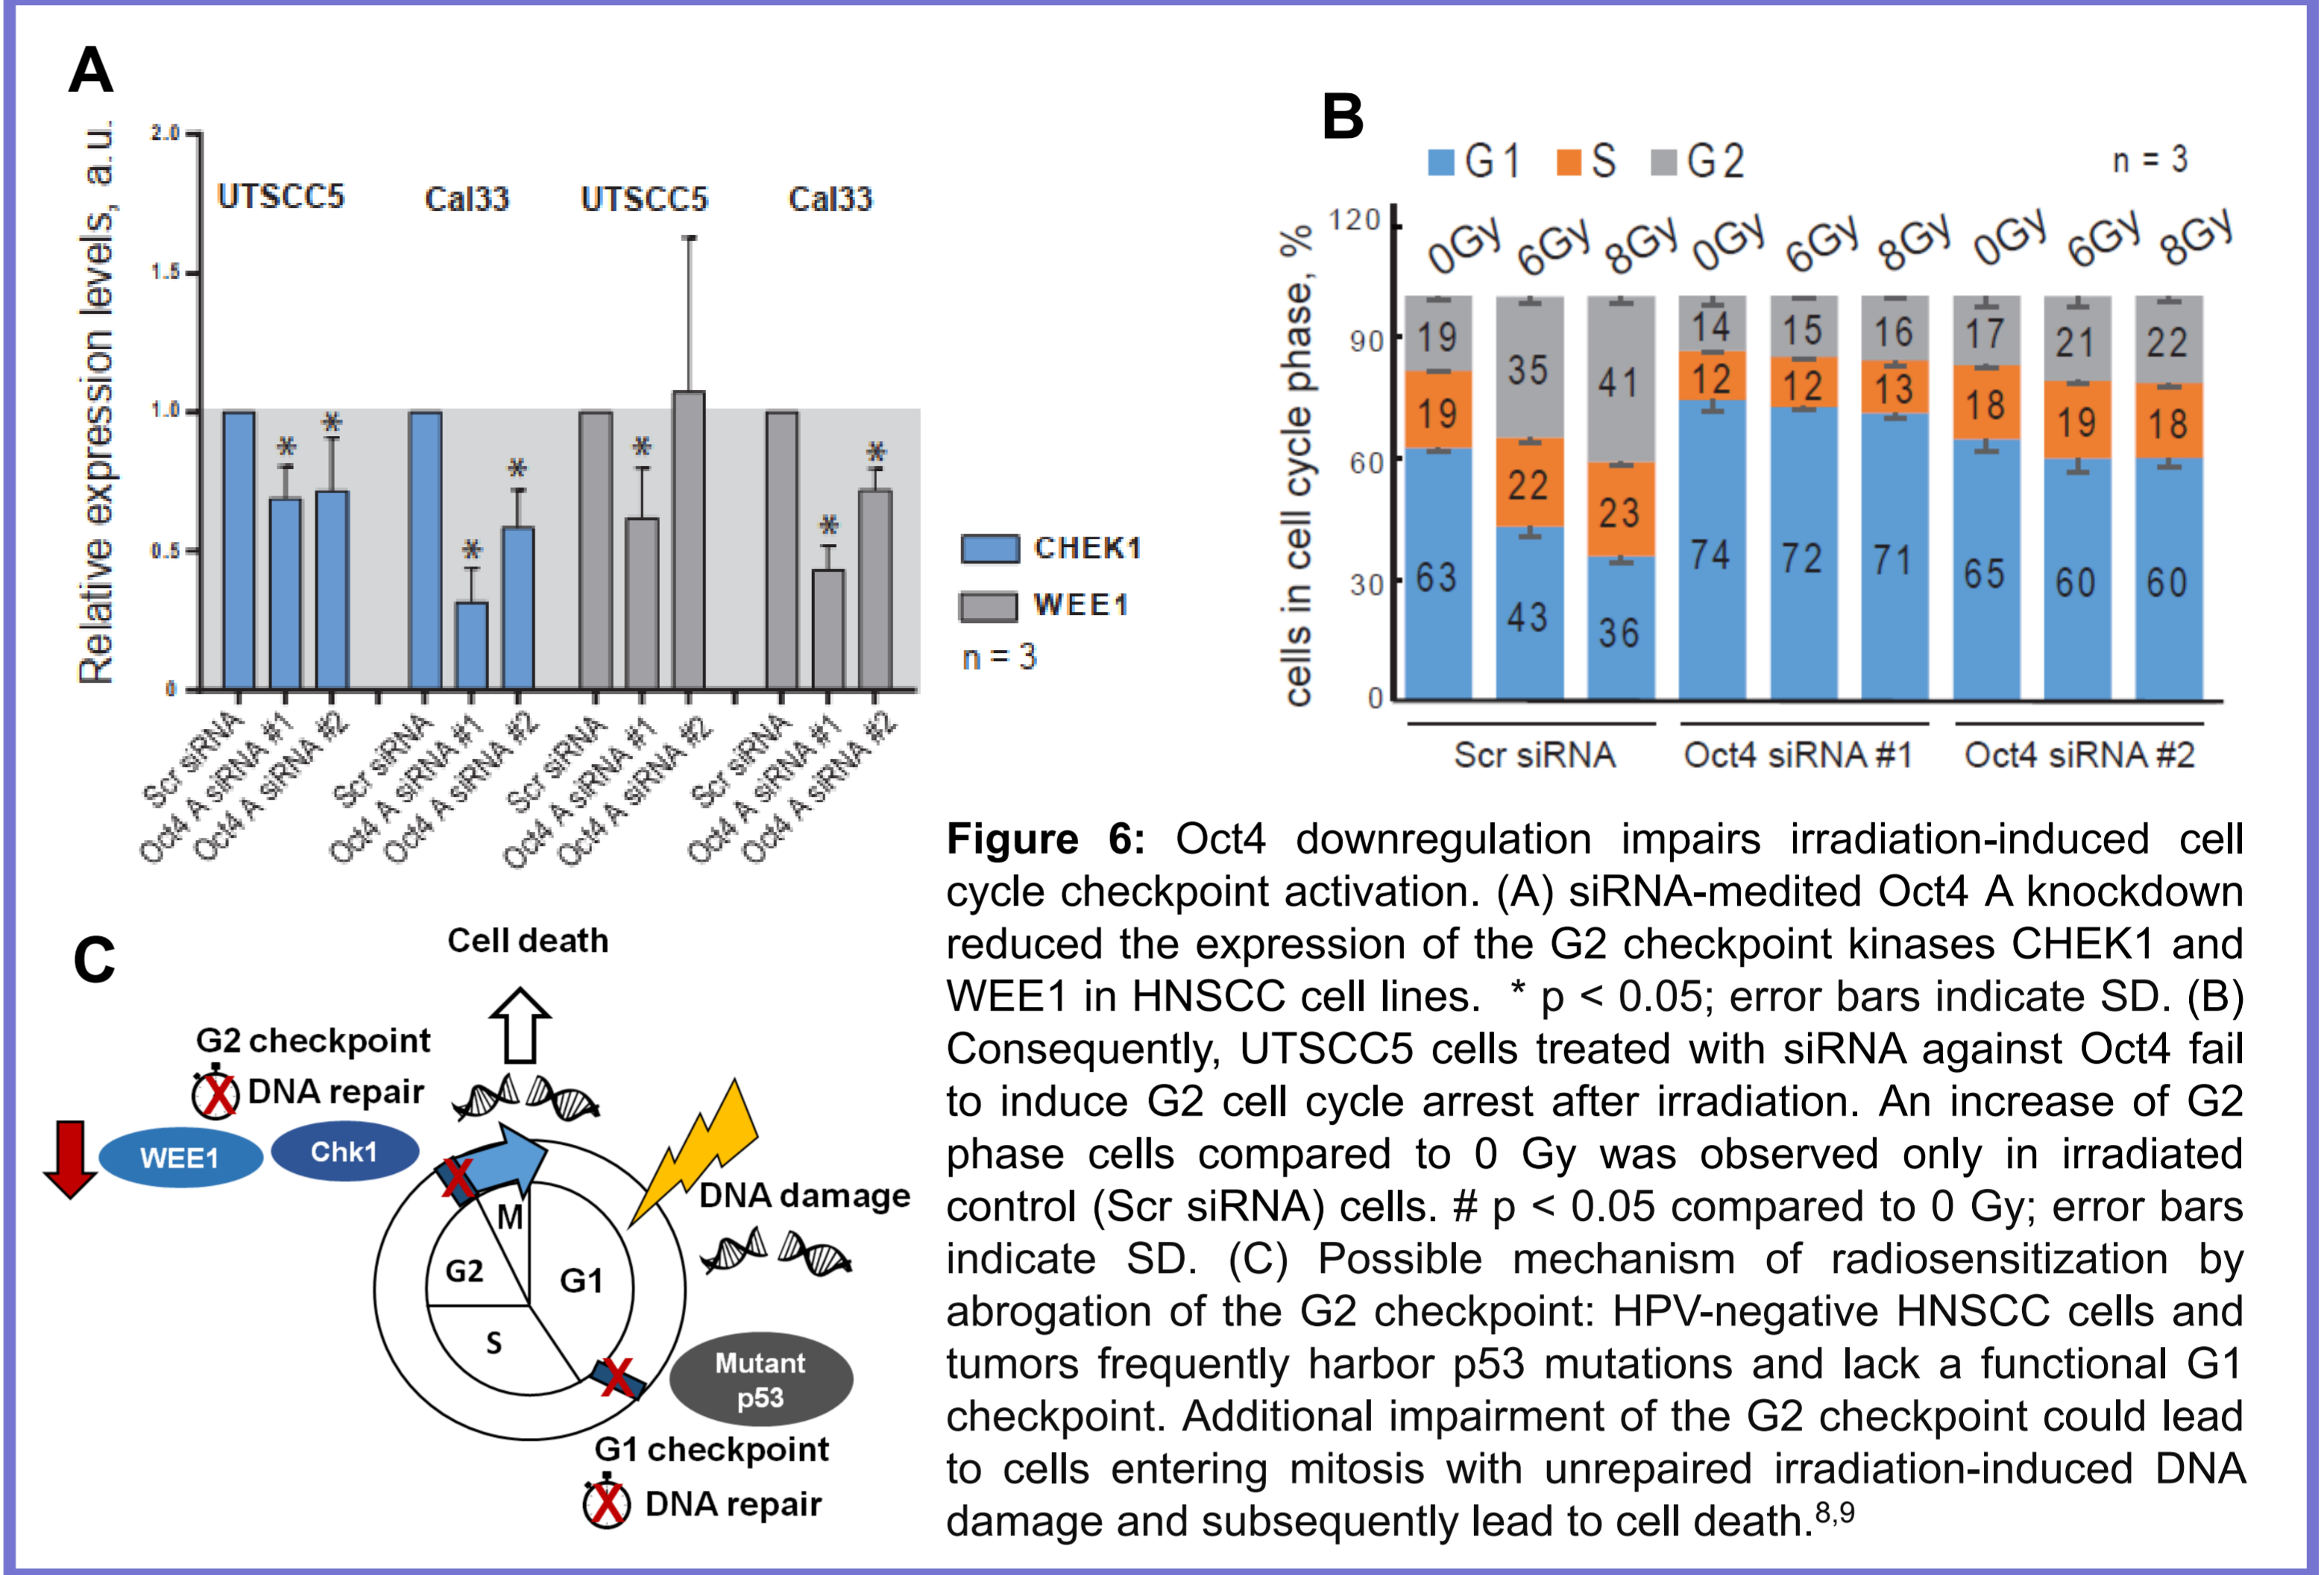 A
Relative expression levels, a.u.
2.0
1.5
1.0
0.5
0
UTSCC5 Cal33 UTSCC5 Cal33
* * * * * * *
Scr siRNA
Oct4 A siRNA #1
Oct4 A siRNA #2
Scr siRNA
Oct4 A siRNA #1
Oct4 A siRNA #2
Scr siRNA
Oct4 A siRNA #1
Oct4 A siRNA #2
Scr siRNA
Oct4 A siRNA #1
Oct4 A siRNA #2
CHEK1
WEE1
n = 3
B
G1 S G2
n = 3
cells in cell cycle phase, %
120
90
60
30
0
0Gy 6Gy 8Gy 0Gy 6Gy 8Gy 0Gy 6Gy 8Gy
19 35 41 14 15 16 17 21 22
19 22 23 12 12 13 18 19 18
63 43 36 74 72 71 65 60 60
Scr siRNA Oct4 siRNA #1 Oct4 siRNA #2
C
Cell death
G2 checkpoint
X DNA repair
WEE1 Chk1
X
M
G2
G1
S
DNA damage
X
Mutant
p53
G1 checkpoint
X DNA repair
Figure 6: Oct4 downregulation impairs irradiation-induced cell
cycle checkpoint activation. (A) siRNA-medited Oct4 A knockdown
reduced the expression of the G2 checkpoint kinases CHEK1 and
WEE1 in HNSCC cell lines. * p < 0.05; error bars indicate SD. (B)
Consequently, UTSCC5 cells treated with siRNA against Oct4 fail
to induce G2 cell cycle arrest after irradiation. An increase of G2
phase cells compared to 0 Gy was observed only in irradiated
control (Scr siRNA) cells. # p < 0.05 compared to 0 Gy; error bars
indicate SD. (C) Possible mechanism of radiosensitization by
abrogation of the G2 checkpoint: HPV-negative HNSCC cells and
tumors frequently harbor p53 mutations and lack a functional G1
checkpoint. Additional impairment of the G2 checkpoint could lead
to cells entering mitosis with unrepaired irradiation-induced DNA
damage and subsequently lead to cell death.8,9